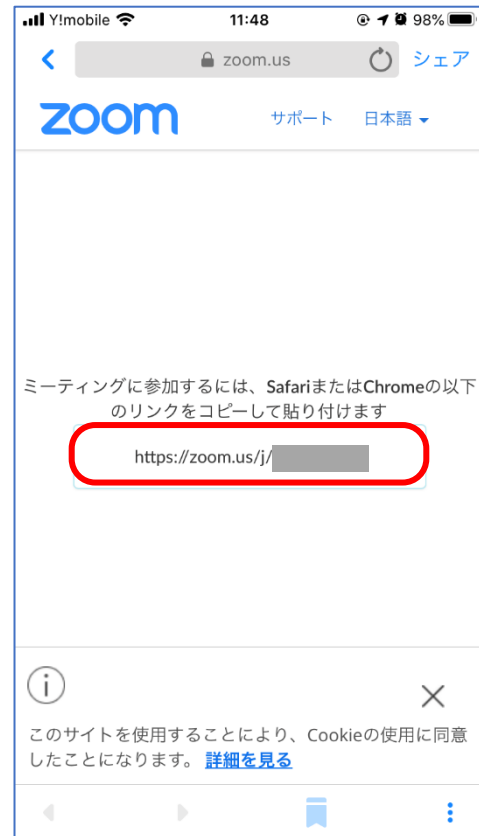 Y!mobile 11:48 98%
zoom.us シェア
zoom サポート 日本語
ミーティングに参加するには、SafariまたはChromeの以下
のリンクをコピーして貼り付けます
https://zoom.us/j/
このサイトを使用することにより、Cookieの使用に同意
したことになります。 詳細を見る